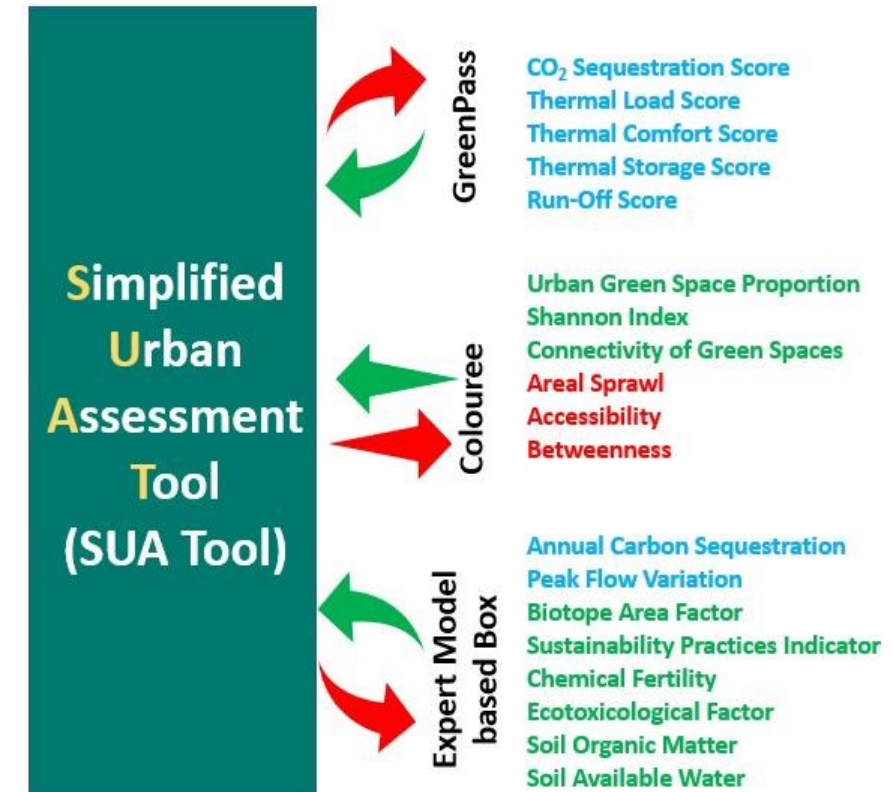 Simplified
Urban
Assessment
Tool
(SUA Tool)
GreenPass
CO₂ Sequestration Score
Thermal Load Score
Thermal Comfort Score
Thermal Storage Score
Run-Off Score
Colouree
Urban Green Space Proportion
Shannon Index
Connectivity of Green Spaces
Areal Sprawl
Accessibility
Betweenness
Expert Model
based Box
Annual Carbon Sequestration
Peak Flow Variation
Biotope Area Factor
Sustainability Practices Indicator
Chemical Fertility
Ecotoxicological Factor
Soil Organic Matter
Soil Available Water